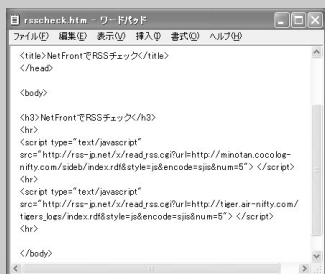 rsscheck.htm - ワードパッド
ファイル(F) 編集(E) 表示(V) 挿入(I) 書式(O) ヘルプ(H)
<title>NetFrontでRSSチェック</title>
</head>
<body>
<h3>NetFrontでRSSチェック</h3>
<hr>
<script type="text/javascript"
src="http://rss-jp.net/x/read_rss.cgi?url=http://minotan.cocolog-
nifty.com/sideb/index.rdf&style=js&encode=sjis&num=5"> </script>
<hr>
<script type="text/javascript"
src="http://rss-jp.net/x/read_rss.cgi?url=http://tiger.air-nifty.com/
tigers_logs/index.rdf&style=js&encode=sjis&num=5"> </script>
<hr>
</body>